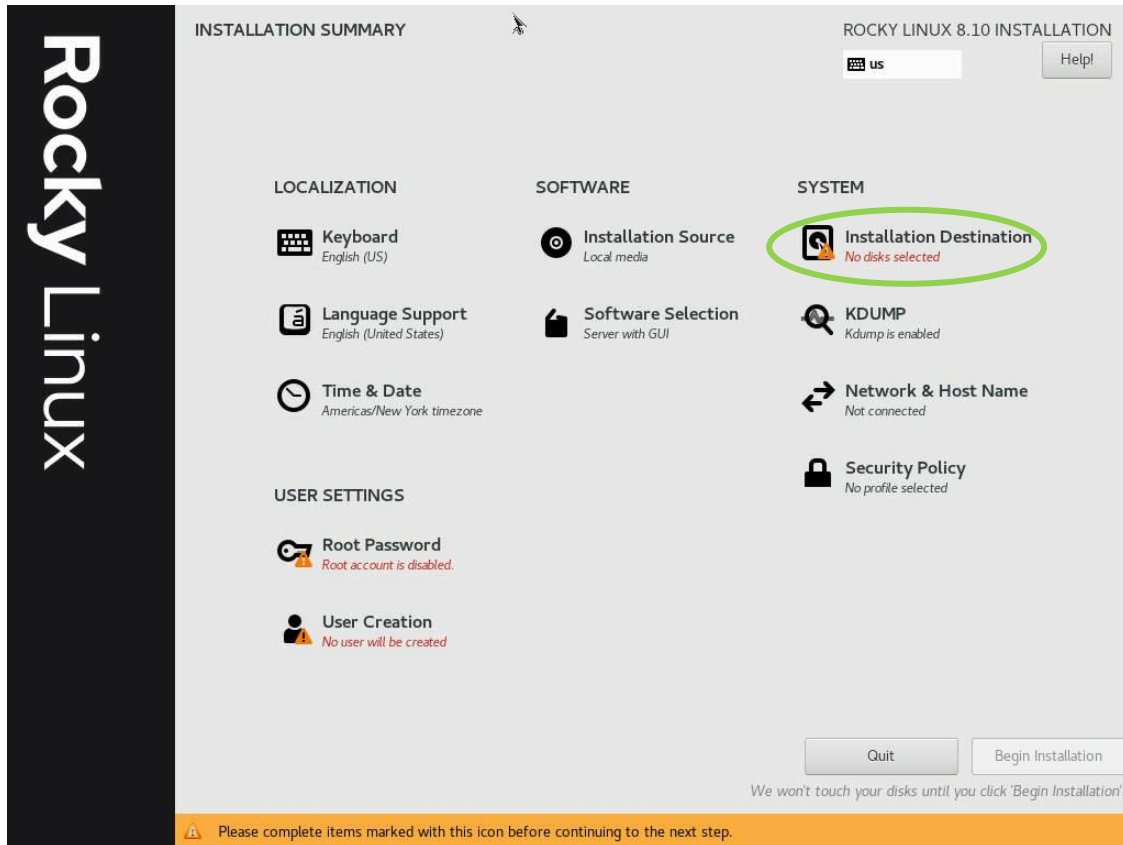 Rocky Linux
INSTALLATION SUMMARY
ROCKY LINUX 8.10 INSTALLATION
us
Help!
LOCALIZATION
Keyboard
English (US)
Language Support
English (United States)
Time & Date
Americas/New York timezone
SOFTWARE
Installation Source
Local media
Software Selection
Server with GUI
SYSTEM
Installation Destination
No disks selected
KDUMP
Kdump is enabled
Network & Host Name
Not connected
Security Policy
No profile selected
USER SETTINGS
Root Password
Root account is disabled.
User Creation
No user will be created
Quit
Begin Installation
We won't touch your disks until you click 'Begin Installation'.
Please complete items marked with this icon before continuing to the next step.